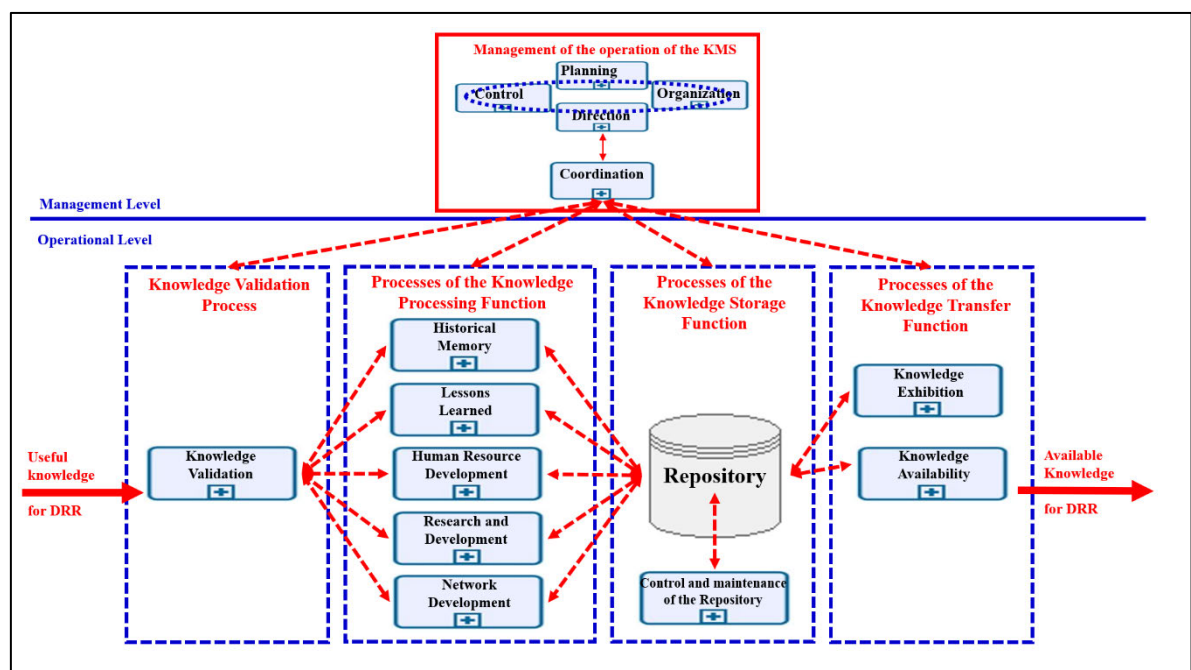 Management of the operation of the KMS
Planning
Control
Organization
Direction
Coordination
Management Level
Operational Level
Knowledge Validation
Process
Processes of the Knowledge
Processing Function
Processes of the
Knowledge Storage
Function
Processes of the
Knowledge Transfer
Function
Historical
Memory
Lessons
Learned
Human Resource
Development
Research and
Development
Network
Development
Useful
knowledge
for DRR
Knowledge
Validation
Repository
Control and maintenance
of the Repository
Knowledge
Exhibition
Knowledge
Availability
Available
Knowledge
for DRR